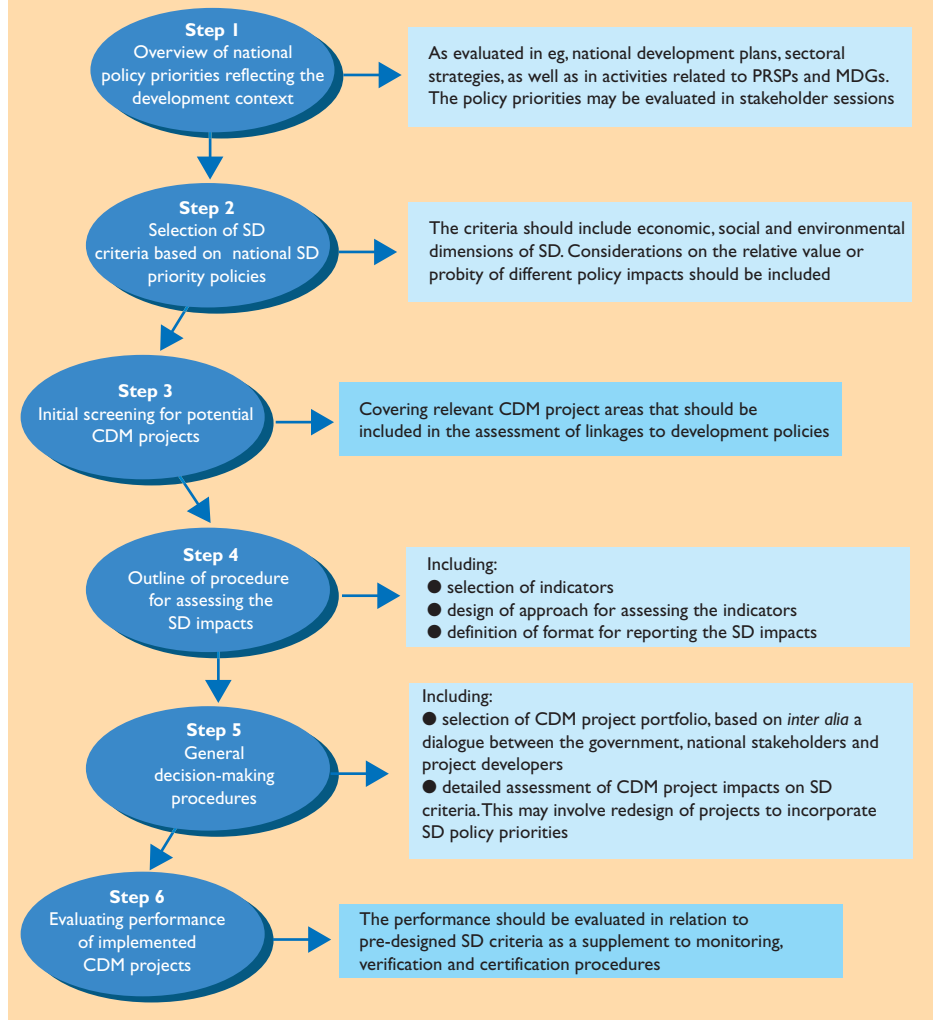 Step 1
Overview of national
policy priorities reflecting the
development context
As evaluated in eg, national development plans, sectoral
strategies, as well as in activities related to PRSPs and MDGs.
The policy priorities may be evaluated in stakeholder sessions
Step 2
Selection of SD
criteria based on national SD
priority policies
The criteria should include economic, social and environmental
dimensions of SD. Considerations on the relative value or
probity of different policy impacts should be included
Step 3
Initial screening for potential
CDM projects
Covering relevant CDM project areas that should be
included in the assessment of linkages to development policies
Step 4
Outline of procedure
for assessing the
SD impacts
Including:
● selection of indicators
● design of approach for assessing the indicators
● definition of format for reporting the SD impacts
Step 5
General
decision-making
procedures
Including:
● selection of CDM project portfolio, based on inter alia a
dialogue between the government, national stakeholders and
project developers
● detailed assessment of CDM project impacts on SD
criteria. This may involve redesign of projects to incorporate
SD policy priorities
Step 6
Evaluating performance
of implemented
CDM projects
The performance should be evaluated in relation to
pre-designed SD criteria as a supplement to monitoring,
verification and certification procedures